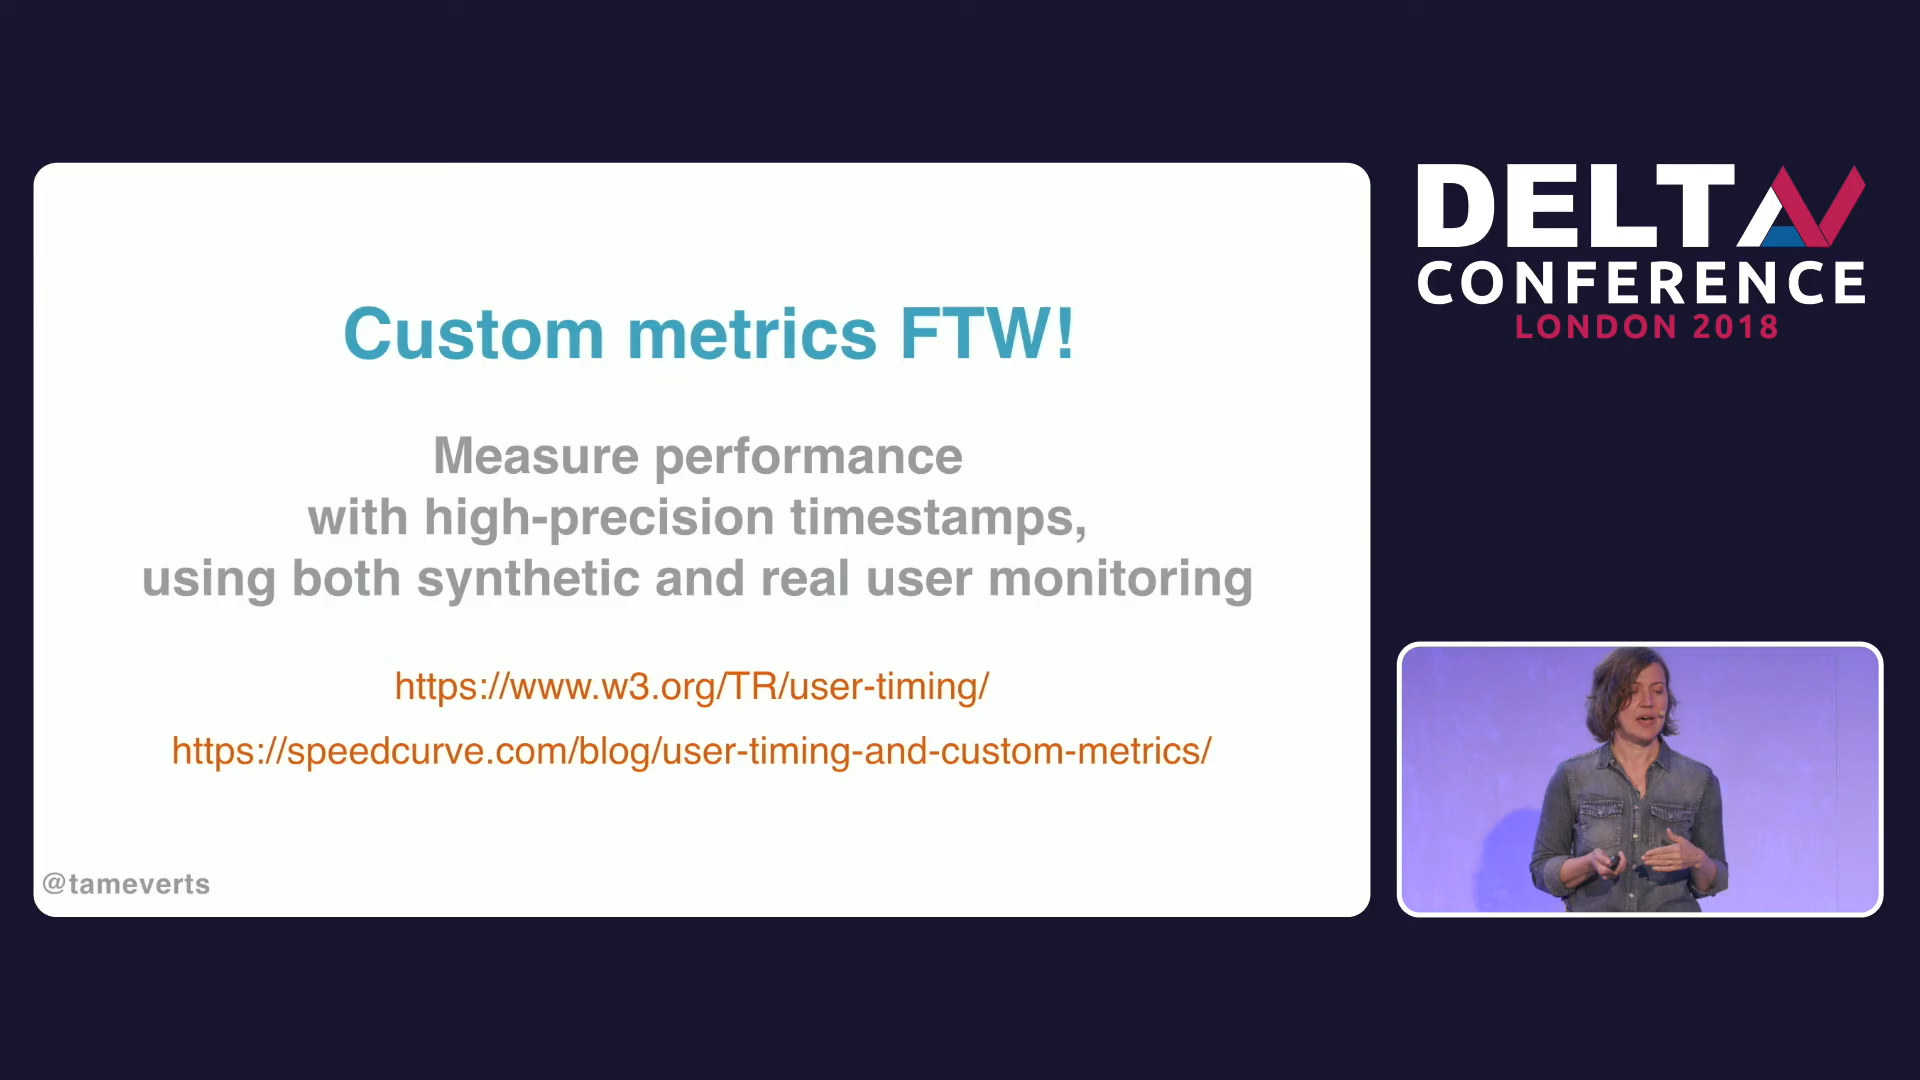 Custom metrics FTW!
Measure performance
with high-precision timestamps,
using both synthetic and real user monitoring
https://www.w3.org/TR/user-timing/
https://speedcurve.com/blog/user-timing-and-custom-metrics/
@tameverts
DELTA
CONFERENCE
LONDON 2018